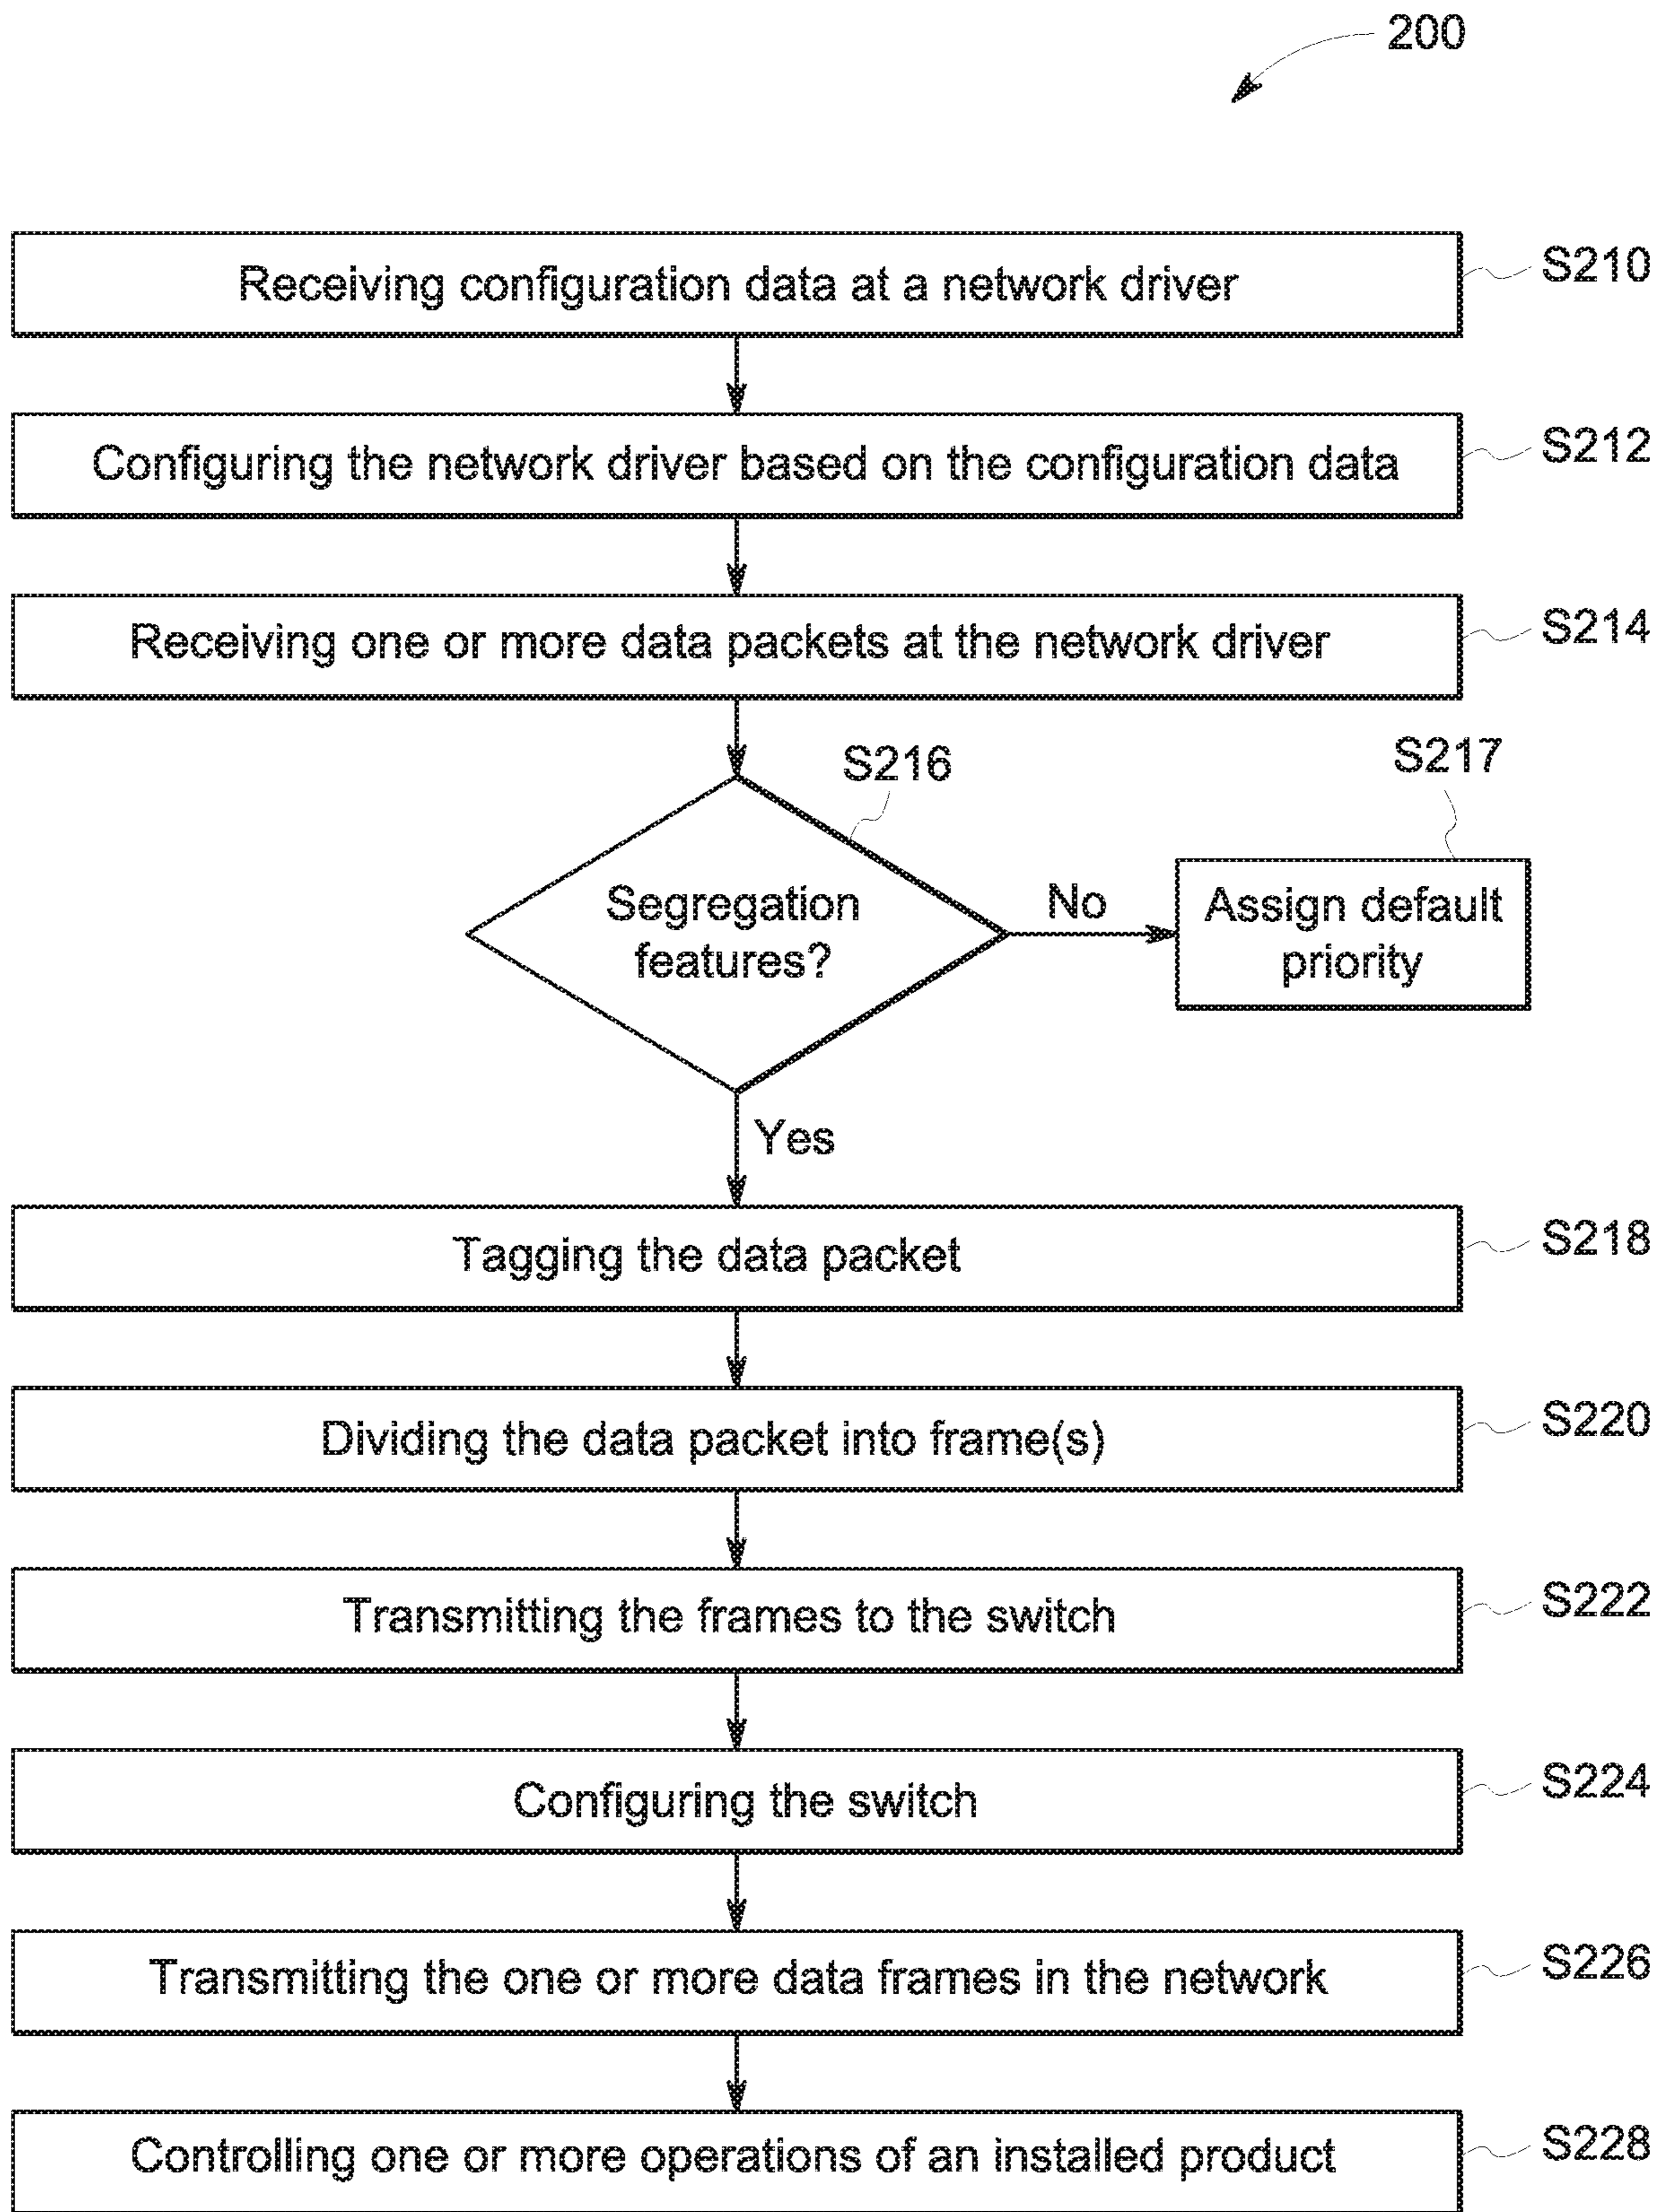 200
Receiving configuration data at a network driver
S210
Configuring the network driver based on the configuration data
S212
Receiving one or more data packets at the network driver
S214
S216
S217
Segregation
features?
No
Assign default
priority
Yes
Tagging the data packet
S218
Dividing the data packet into frame(s)
S220
Transmitting the frames to the switch
S222
Configuring the switch
S224
Transmitting the one or more data frames in the network
S226
Controlling one or more operations of an installed product
S228